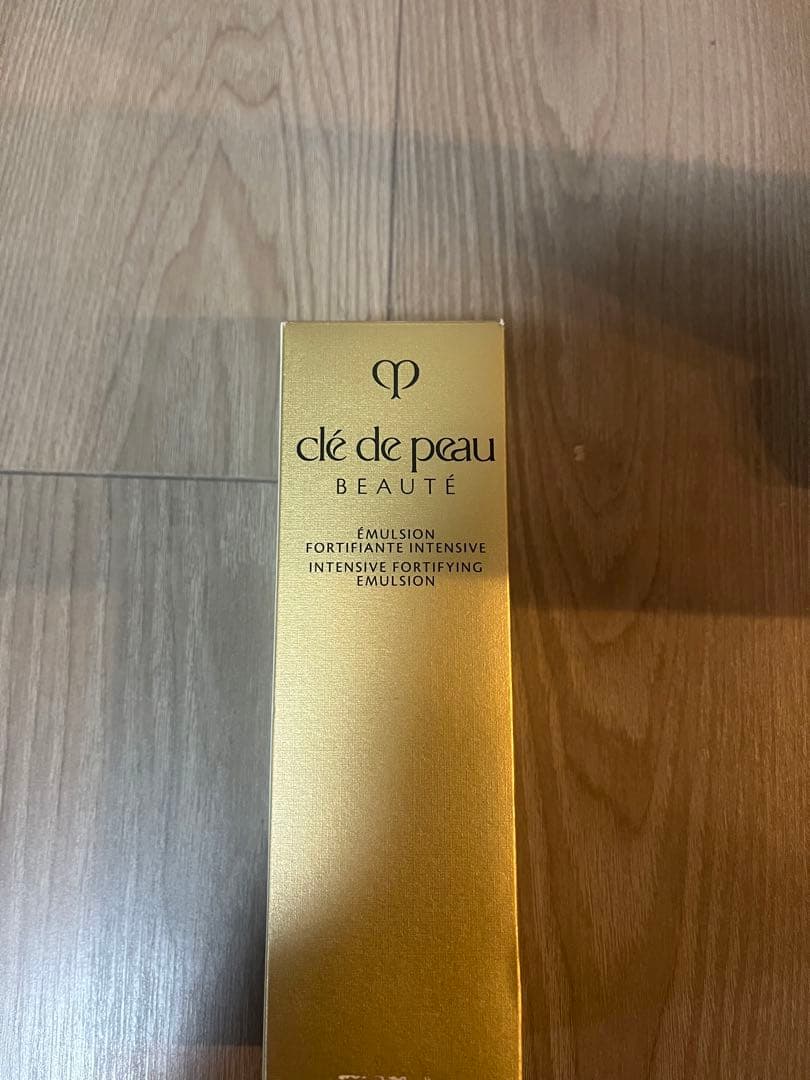 clé de peau
BEAUTÉ
ÉMULSION
FORTIFIANTE INTENSIVE
INTENSIVE FORTIFYING
EMULSION